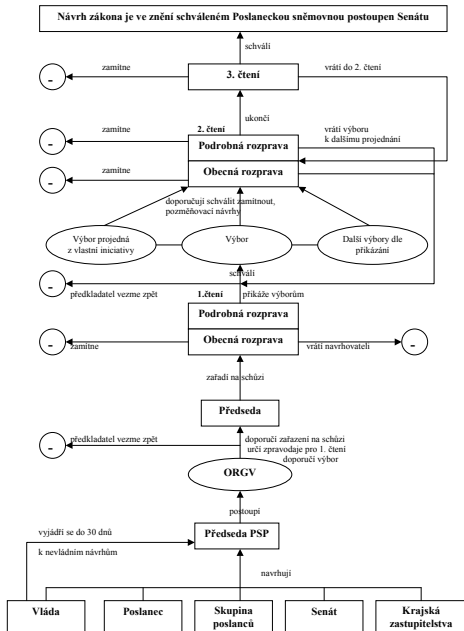 Návrh zákona je ve znění schváleném Poslaneckou sněmovnou postoupen Senátu
schválí
zamítne
vrátí do 2. čtení
-
3. čtení
ukončí
zamítne
2. čtení
vrátí výboru
k dalšímu projednání
-
Podrobná rozprava
zamítne
Obecná rozprava
-
doporučují schválit zamítnout,
pozměňovací návrhy
Výbor projedná
z vlastní iniciativy
Výbor
Další výbory dle
přikázání
schválí
-
předkladatel vezme zpět
1.čtení
přikáže výborům
Podrobná rozprava
Obecná rozprava
-
zamítne
vrátí navrhovateli
-
zařadí na schůzi
Předseda
-
předkladatel vezme zpět
doporučí zařazení na schůzi
určí zpravodaje pro 1. čtení
doporučí výbor
ORGV
postoupí
vyjádří se do 30 dnů
Předseda PSP
k nevládním návrhům
navrhují
Vláda
Poslanec
Skupina
poslanců
Senát
Krajská
zastupitelstva